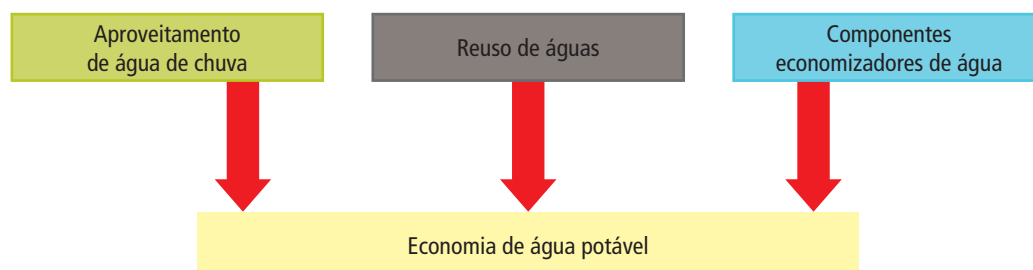 Aproveitamento
de água de chuva
Reuso de águas
Componentes
economizadores de água
Economia de água potável